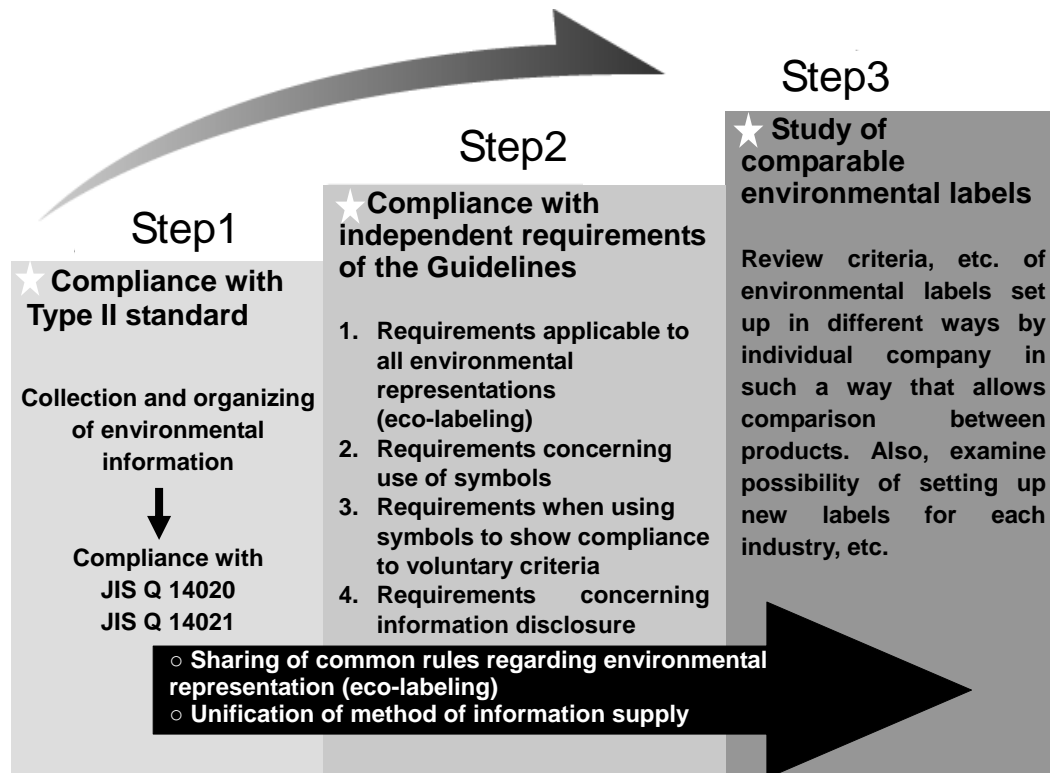 Step1
Compliance with
Type II standard
Collection and organizing
of environmental
information
Compliance with
JIS Q 14020
JIS Q 14021
Step2
Compliance with
independent requirements
of the Guidelines
1. Requirements applicable to
all environmental
representations
(eco-labeling)
2. Requirements concerning
use of symbols
3. Requirements when using
symbols to show compliance
to voluntary criteria
4. Requirements concerning
information disclosure
Step3
Study of
comparable
environmental labels
Review criteria, etc. of
environmental labels set
up in different ways by
individual company in
such a way that allows
comparison between
products. Also, examine
possibility of setting up
new labels for each
industry, etc.
○ Sharing of common rules regarding environmental
representation (eco-labeling)
○ Unification of method of information supply